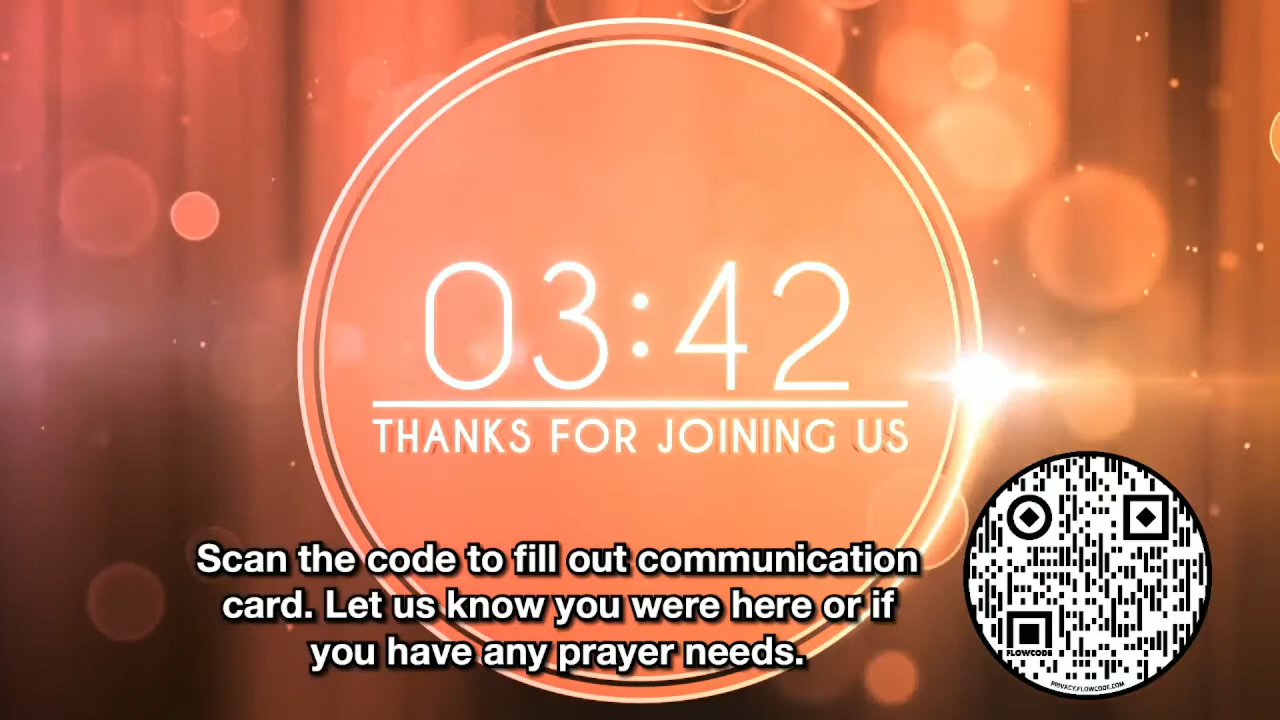 03:42
THANKS FOR JOINING US
Scan the code to fill out communication
card. Let us know you were here or if
you have any prayer needs.
FLOWCODE
PRIVACY.FLOWCODE.COM